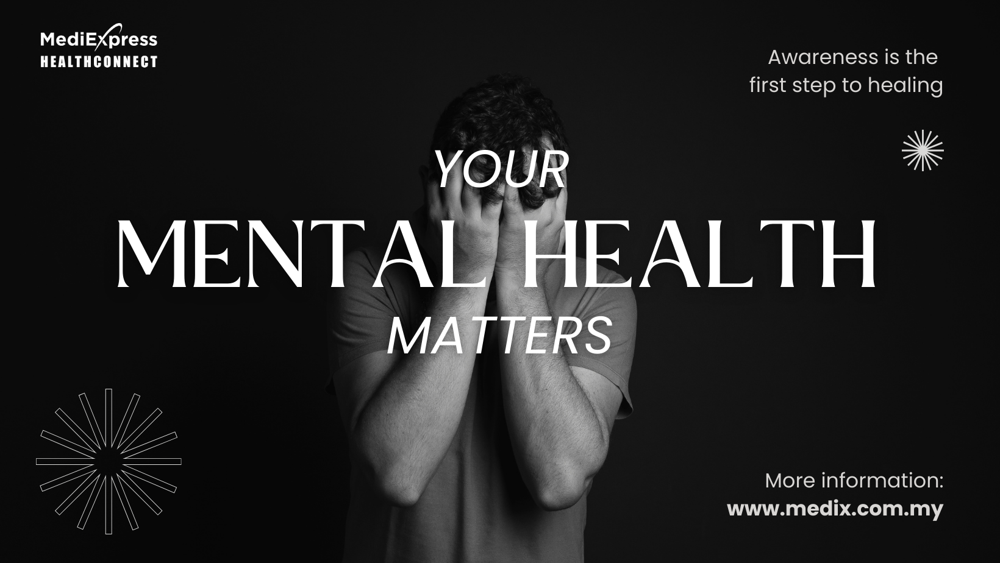 MediExpress
HEALTHCONNECT
Awareness is the
first step to healing
YOUR
MENTAL HEALTH
MATTERS
More information:
www.medix.com.my